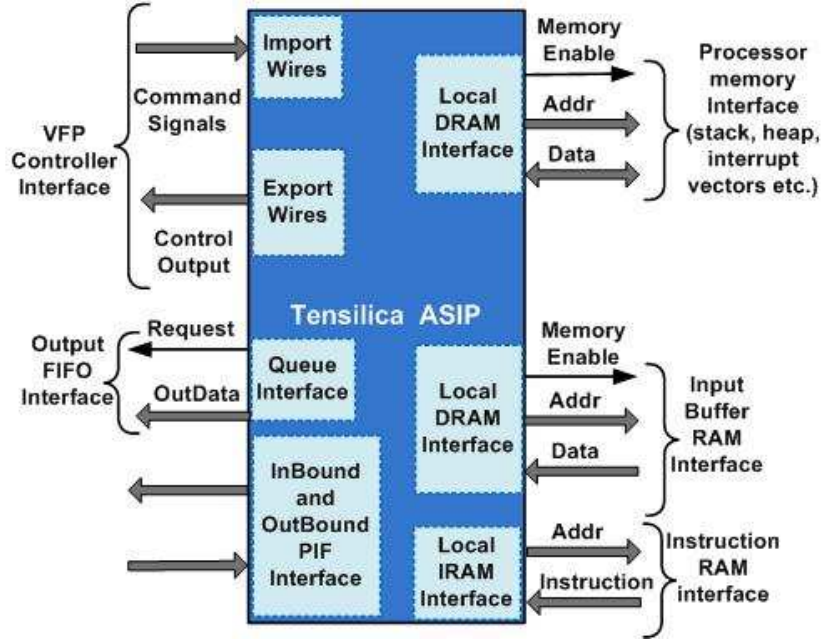 VFP
Controller
Interface
Command
Signals
Control
Output
Import
Wires
Export
Wires
Local
DRAM
Interface
Memory
Enable
Addr
Data
Processor
memory
Interface
(stack, heap,
interrupt
vectors etc.)
Tensilica ASIP
Output
FIFO
Interface
Request
OutData
Queue
Interface
InBound
and
OutBound
PIF
Interface
Local
DRAM
Interface
Memory
Enable
Addr
Data
Input
Buffer
RAM
Interface
Local
IRAM
Interface
Addr
Instruction
Instruction
RAM
interface